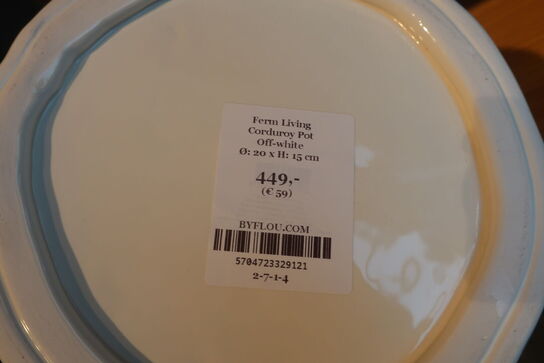 Ferm Living
Corduroy Pot
Off-white
Ø: 20 x H: 15 cm
449,-
(€ 59)
BYFLOU.COM
5704723329121
2-7-1-4